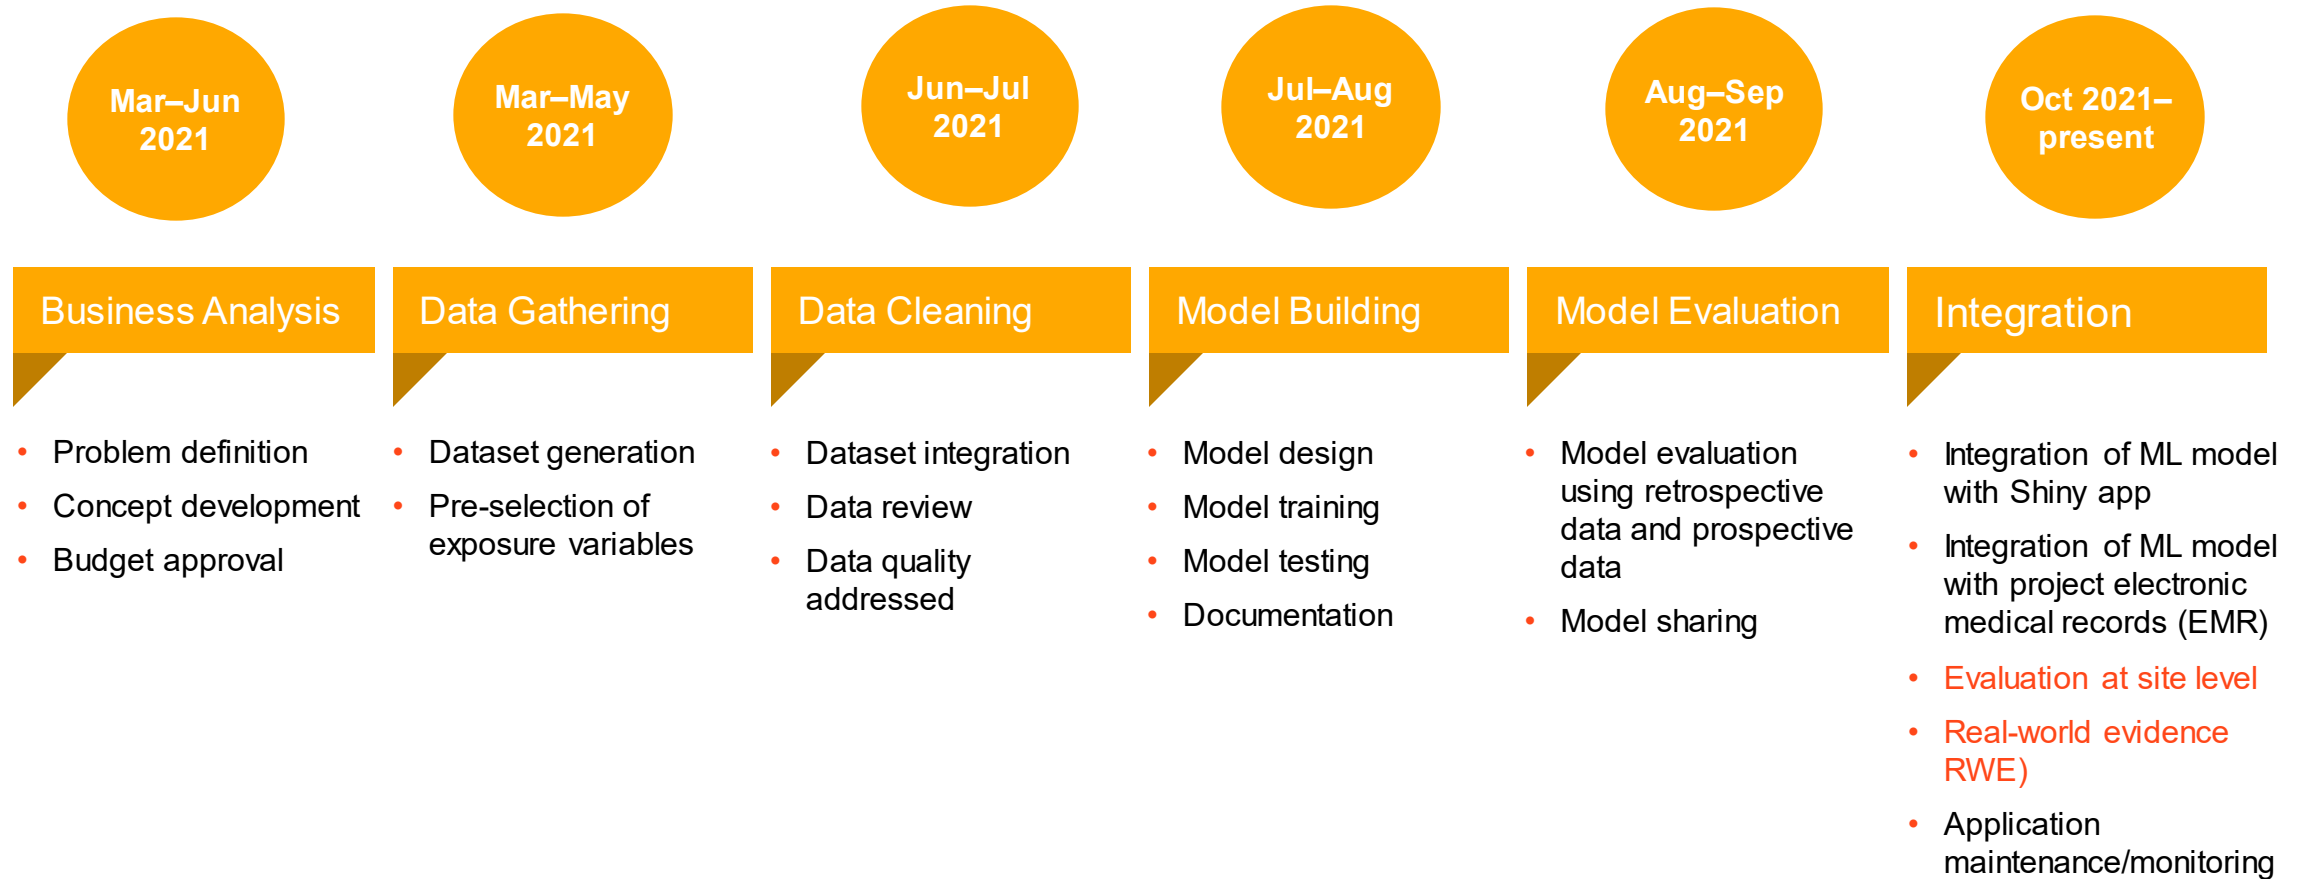 Mar–Jun
2021
Mar–May
2021
Jun–Jul
2021
Jul–Aug
2021
Aug–Sep
2021
Oct 2021–
present
Business Analysis
Data Gathering
Data Cleaning
Model Building
Model Evaluation
Integration
• Problem definition
• Concept development
• Budget approval
• Dataset generation
• Pre-selection of
exposure variables
• Dataset integration
• Data review
• Data quality
addressed
• Model design
• Model training
• Model testing
• Documentation
• Model evaluation
using retrospective
data and prospective
data
• Model sharing
• Integration of ML model
with Shiny app
• Integration of ML model
with project electronic
medical records (EMR)
• Evaluation at site level
• Real-world evidence
RWE)
• Application
maintenance/monitoring